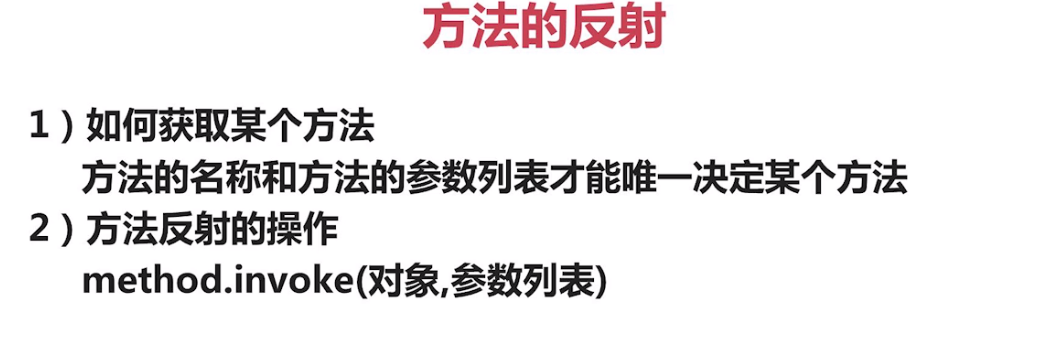 方法的反射
1）如何获取某个方法
方法的名称和方法的参数列表才能唯一决定某个方法
2）方法反射的操作
method.invoke(对象,参数列表)